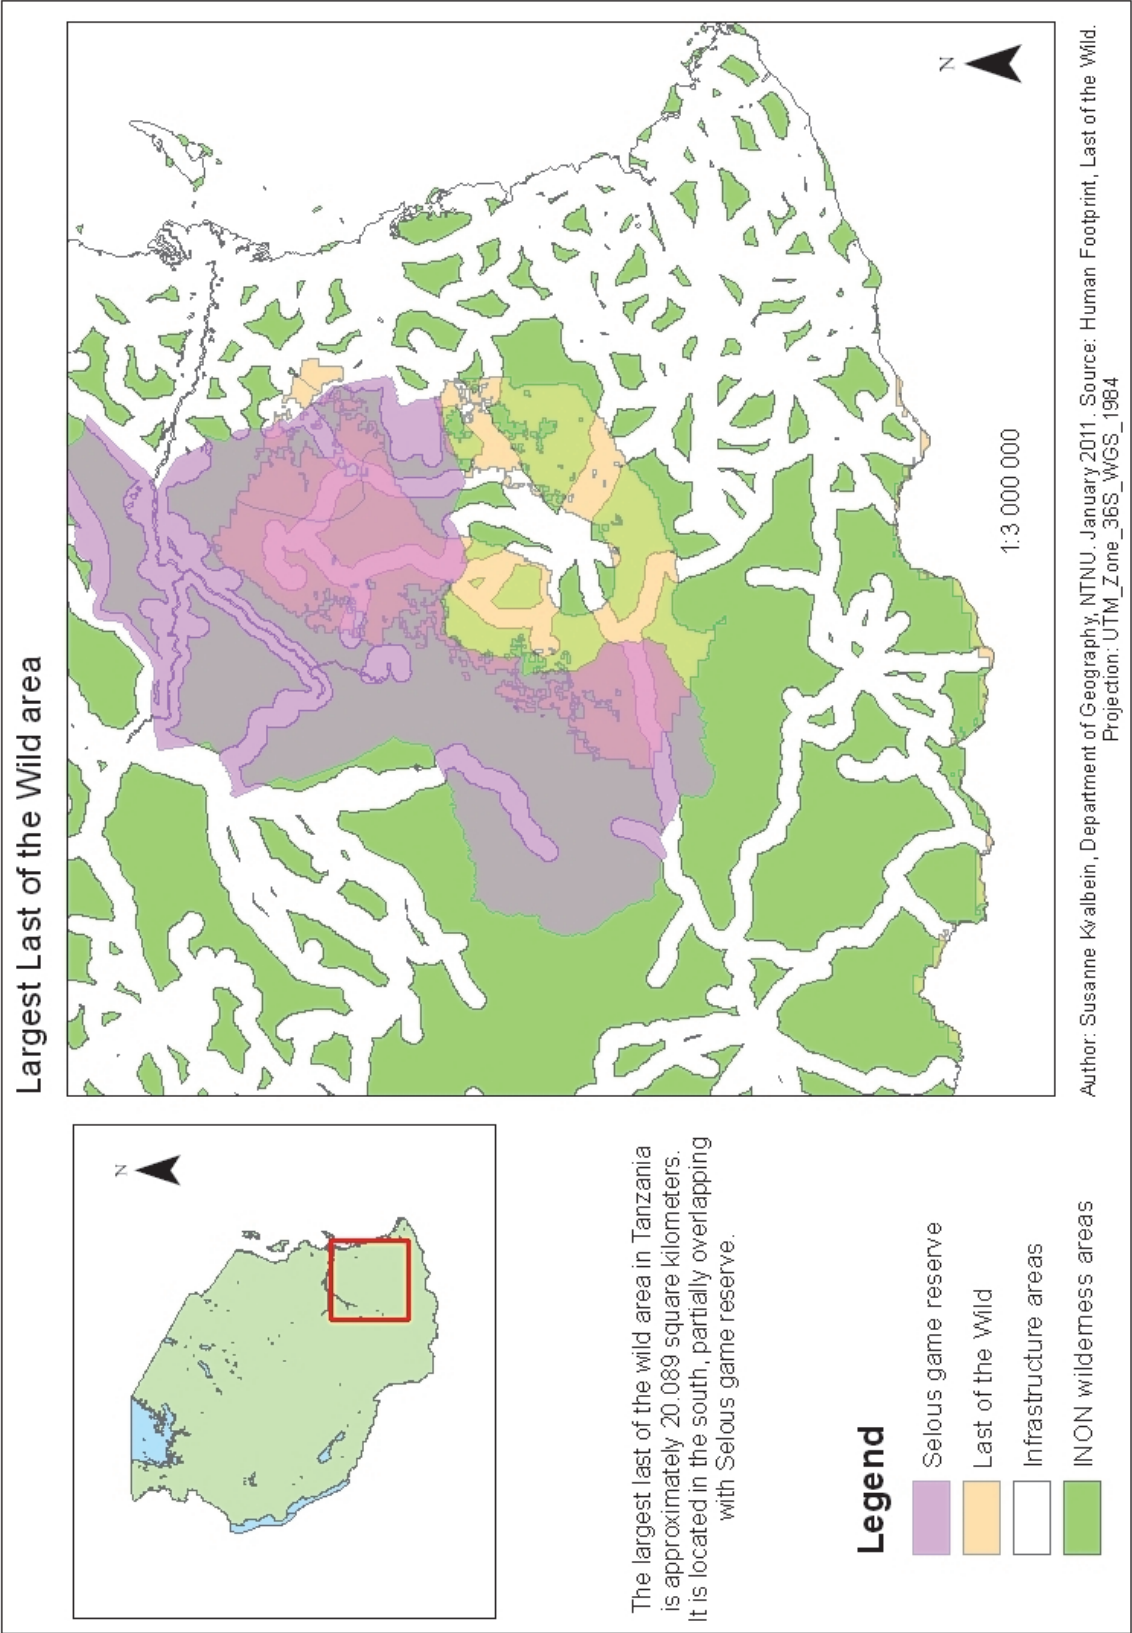 Largest Last of the Wild area
N
N
The largest last of the wild area in Tanzania
is approximately 20.089 square kilometers.
It is located in the south, partially overlapping
with Selous game reserve.
Legend
Selous game reserve
Last of the Wild
Infrastructure areas
INON wilderness areas
1:3 000 000
Author: Susanne Kvalbein, Department of Geography, NTNU. January 2011. Source: Human Footprint, Last of the Wild.
Projection: UTM_Zone_36S_WGS_1984